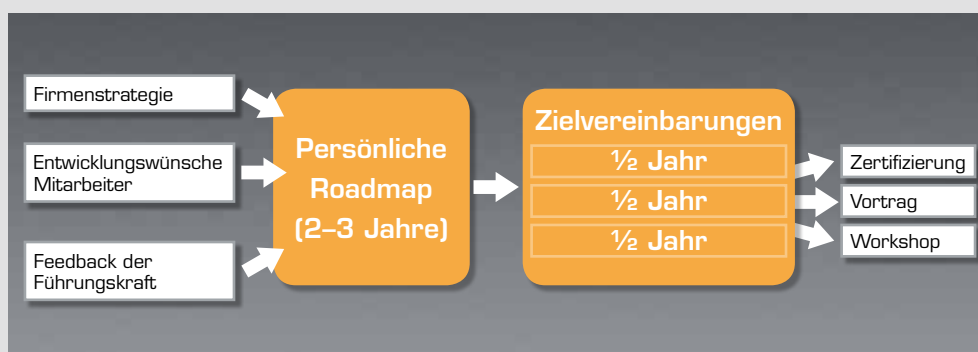 Firmenstrategie
Entwicklungswünsche
Mitarbeiter
Feedback der
Führungskraft
Persönliche
Roadmap
(2–3 Jahre)
Zielvereinbarungen
½ Jahr
½ Jahr
½ Jahr
Zertifizierung
Vortrag
Workshop